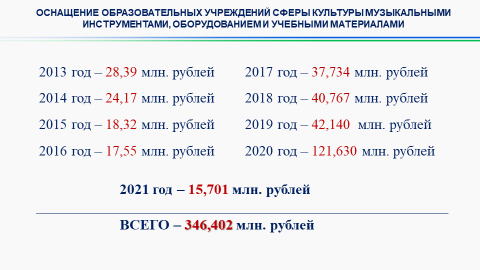 ОСНАЩЕНИЕ ОБРАЗОВАТЕЛЬНЫХ УЧРЕЖДЕНИЙ СФЕРЫ КУЛЬТУРЫ МУЗЫКАЛЬНЫМИ
ИНСТРУМЕНТАМИ, ОБОРУДОВАНИЕМ И УЧЕБНЫМИ МАТЕРИАЛАМИ
2013 год – 28,39 млн. рублей
2014 год – 24,17 млн. рублей
2015 год – 18,32 млн. рублей
2016 год – 17,55 млн. рублей
2017 год – 37,734 млн. рублей
2018 год – 40,767 млн. рублей
2019 год – 42,140 млн. рублей
2020 год – 121,630 млн. рублей
2021 год – 15,701 млн. рублей
ВСЕГО – 346,402 млн. рублей